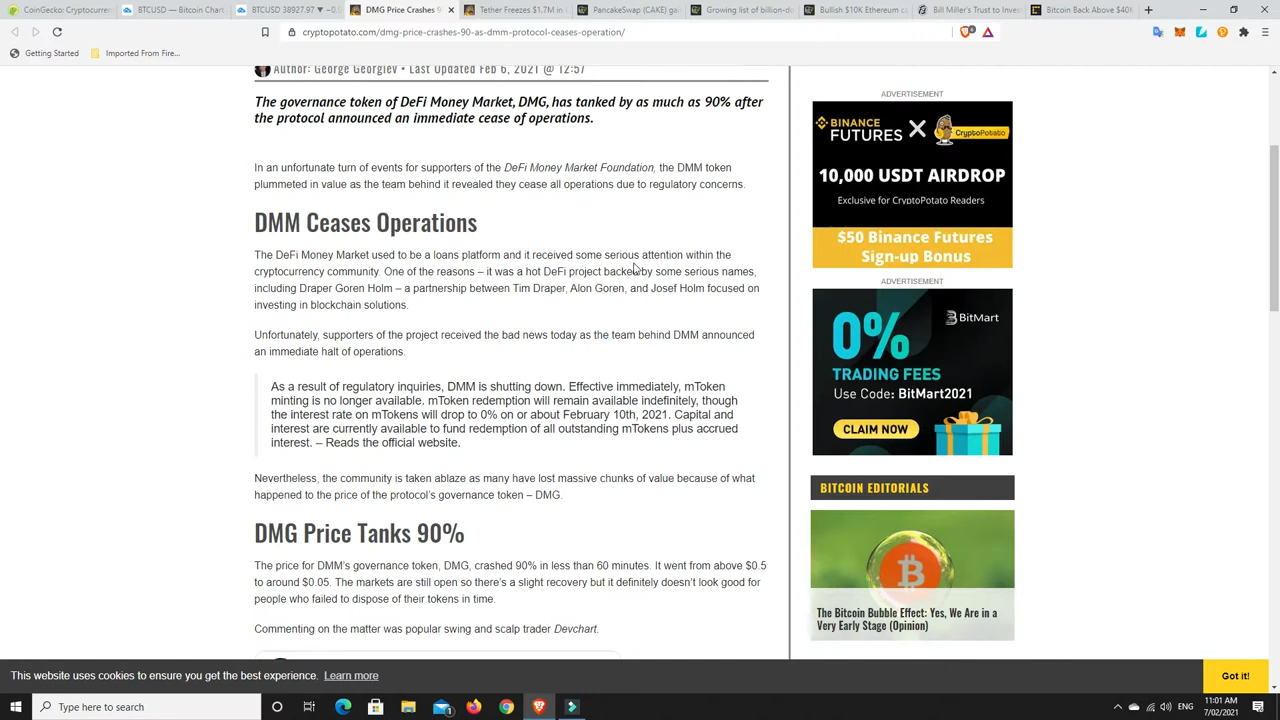 CoinGecko Cryptocurren
BTCUSD — Bitcoin Chart
BTCUSD 38927.97 ▼ −0.
DMG Price Crashes 9
Tether Freezes $1.7M in C
PancakeSwap (CAKE) ga
Growing list of billion-do
Bullish $10K Ethereum ca
Bill Miller's Trust to Invest
Bitcoin Back Above $40K
cryptopotato.com/dmg-price-crashes-90-as-dmm-protocol-ceases-operation/
Getting Started
Imported From Fire...
Author: George Georgiev • Last Updated Feb 6, 2021 @ 12:57
The governance token of DeFi Money Market, DMG, has tanked by as much as 90% after
the protocol announced an immediate cease of operations.
In an unfortunate turn of events for supporters of the DeFi Money Market Foundation, the DMM token
plummeted in value as the team behind it revealed they cease all operations due to regulatory concerns.
DMM Ceases Operations
The DeFi Money Market used to be a loans platform and it received some serious attention within the
cryptocurrency community. One of the reasons – it was a hot DeFi project backed by some serious names,
including Draper Goren Holm – a partnership between Tim Draper, Alon Goren, and Josef Holm focused on
investing in blockchain solutions.
Unfortunately, supporters of the project received the bad news today as the team behind DMM announced
an immediate halt of operations.
As a result of regulatory inquiries, DMM is shutting down. Effective immediately, mToken
minting is no longer available. mToken redemption will remain available indefinitely, though
the interest rate on mTokens will drop to 0% on or about February 10th, 2021. Capital and
interest are currently available to fund redemption of all outstanding mTokens plus accrued
interest. – Reads the official website.
Nevertheless, the community is taken ablaze as many have lost massive chunks of value because of what
happened to the price of the protocol's governance token – DMG.
DMG Price Tanks 90%
The price for DMM's governance token, DMG, crashed 90% in less than 60 minutes. It went from above $0.5
to around $0.05. The markets are still open so there's a slight recovery but it definitely doesn't look good for
people who failed to dispose of their tokens in time.
Commenting on the matter was popular swing and scalp trader Devchart.
ADVERTISEMENT
BINANCE
FUTURES
CryptoPotato
10,000 USDT AIRDROP
Exclusive for CryptoPotato Readers
$50 Binance Futures
Sign-up Bonus
ADVERTISEMENT
BitMart
0%
TRADING FEES
Use Code: BitMart2021
CLAIM NOW
BITCOIN EDITORIALS
The Bitcoin Bubble Effect: Yes, We Are in a
Very Early Stage (Opinion)
This website uses cookies to ensure you get the best experience. Learn more
Got it!
Type here to search
ENG
11:01 AM
7/02/2021